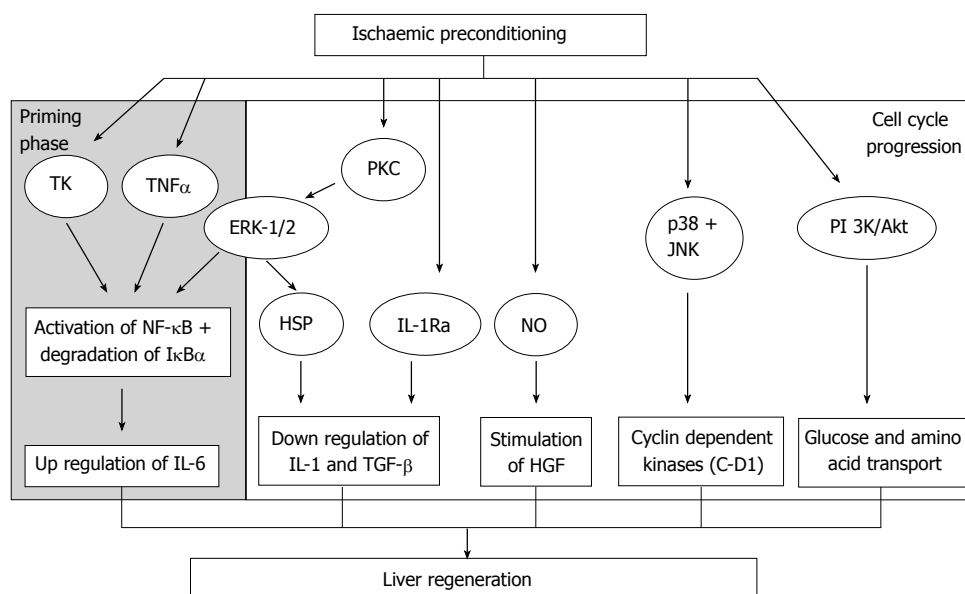 Ischaemic preconditioning
Priming
phase
Cell cycle
progression
TK
TNFα
PKC
ERK-1/2
p38 +
JNK
PI 3K/Akt
HSP
IL-1Ra
NO
Activation of NF-κB +
degradation of IκBα
Up regulation of IL-6
Down regulation of
IL-1 and TGF-β
Stimulation
of HGF
Cyclin dependent
kinases (C-D1)
Glucose and amino
acid transport
Liver regeneration